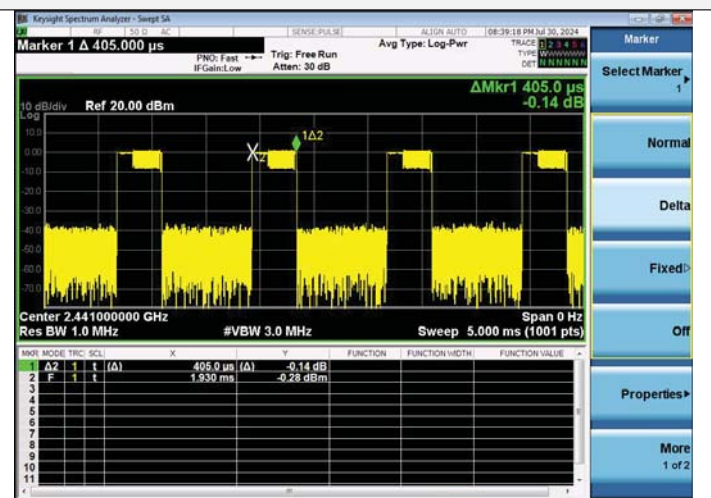 Keysight Spectrum Analyzer - Swept SA
RF 50 Ω AC SENSE:PULSE ALIGN AUTO 08:39:18 PM Jul 30, 2024
Marker 1 Δ 405.000 µs
PNO: Fast
IFGain:Low
Trig: Free Run
Atten: 30 dB
Avg Type: Log-Pwr
TRACE 1 2 3 4 5 6
TYPE
DET N N N N N N
ΔMkr1 405.0 µs
-0.14 dB
10 dB/div Ref 20.00 dBm
Log
10.0
0.00
-10.0
-20.0
-30.0
-40.0
-50.0
-60.0
-70.0
1Δ2
2
Center 2.441000000 GHz
Span 0 Hz
Res BW 1.0 MHz #VBW 3.0 MHz Sweep 5.000 ms (1001 pts)
MKR MODE TRC SCL X Y FUNCTION FUNCTION WIDTH FUNCTION VALUE
1 Δ2 1 t (Δ) 405.0 µs (Δ) -0.14 dB
2 F 1 t 1.930 ms -0.28 dBm
3
4
5
6
7
8
9
10
11
Marker
Select Marker
1
Normal
Delta
Fixed
Off
Properties
More
1 of 2